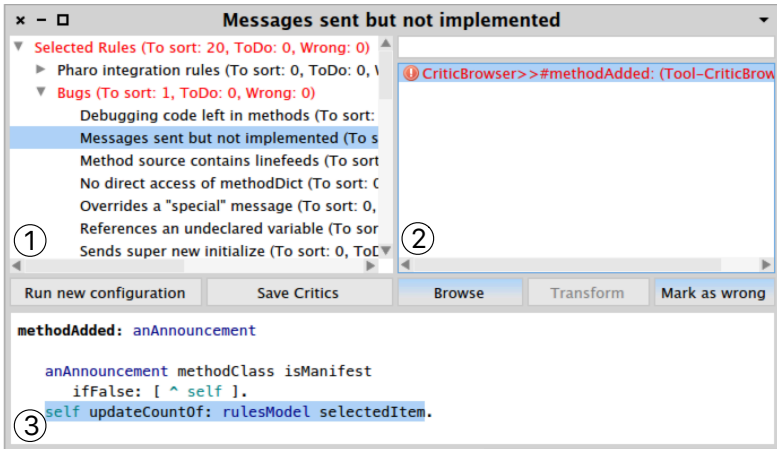 Messages sent but not implemented
Selected Rules (To sort: 20, ToDo: 0, Wrong: 0)
Pharo integration rules (To sort: 0, ToDo: 0, \
Bugs (To sort: 1, ToDo: 0, Wrong: 0)
Debugging code left in methods (To sort:
Messages sent but not implemented (To s
Method source contains linefeeds (To sort
No direct access of methodDict (To sort: 0
Overrides a "special" message (To sort: 0,
References an undeclared variable (To sor
Sends super new initialize (To sort: 0, ToD
1
CriticBrowser>>#methodAdded: (Tool-CriticBrow
2
Run new configuration
Save Critics
Browse
Transform
Mark as wrong
methodAdded: anAnnouncement
anAnnouncement methodClass isManifest
ifFalse: [ ^ self ].
self updateCountOf: rulesModel selectedItem.
3